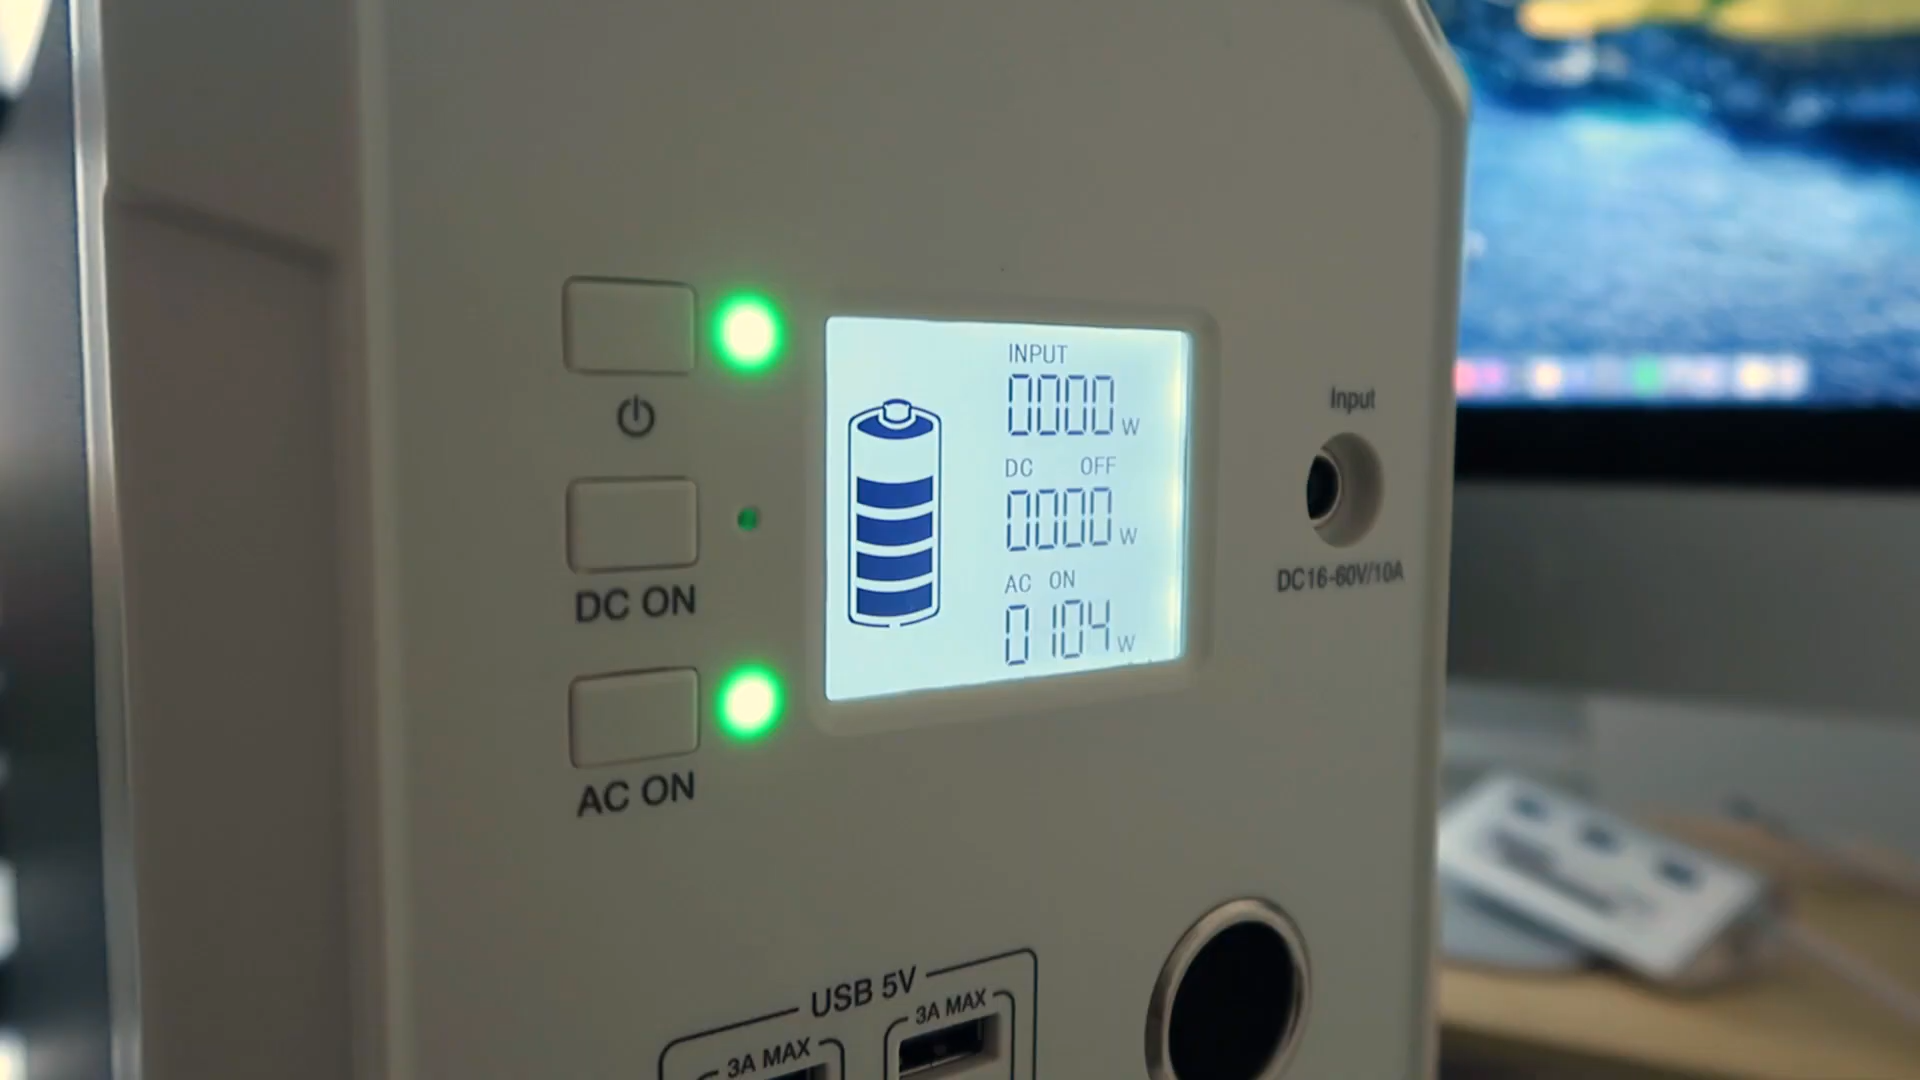 INPUT
0000 W
DC OFF
0000 W
AC ON
0104 W
DC ON
AC ON
Input
DC16-60V/10A
USB 5V
3A MAX
3A MAX